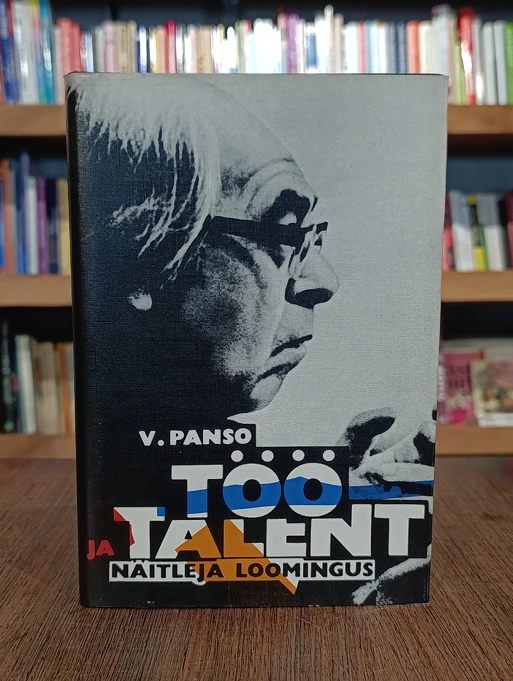 V. PANSO
TÖÖ
JA TALENT
NÄITLEJA LOOMINGUS